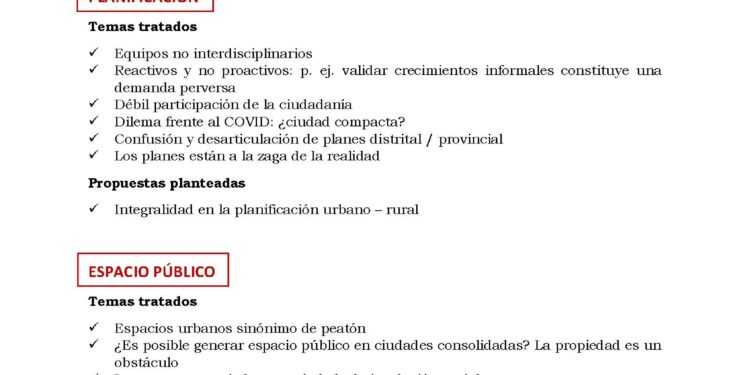 PLANIFICACIÓN
Temas tratados
✓ Equipos no interdisciplinarios
✓ Reactivos y no proactivos: p. ej. validar crecimientos informales constituye una
demanda perversa
✓ Débil participación de la ciudadanía
✓ Dilema frente al COVID: ¿ciudad compacta?
✓ Confusión y desarticulación de planes distrital / provincial
✓ Los planes están a la zaga de la realidad
Propuestas planteadas
✓ Integralidad en la planificación urbano – rural
ESPACIO PÚBLICO
Temas tratados
✓ Espacios urbanos sinónimo de peatón
✓ ¿Es posible generar espacio público en ciudades consolidadas? La propiedad es un
obstáculo